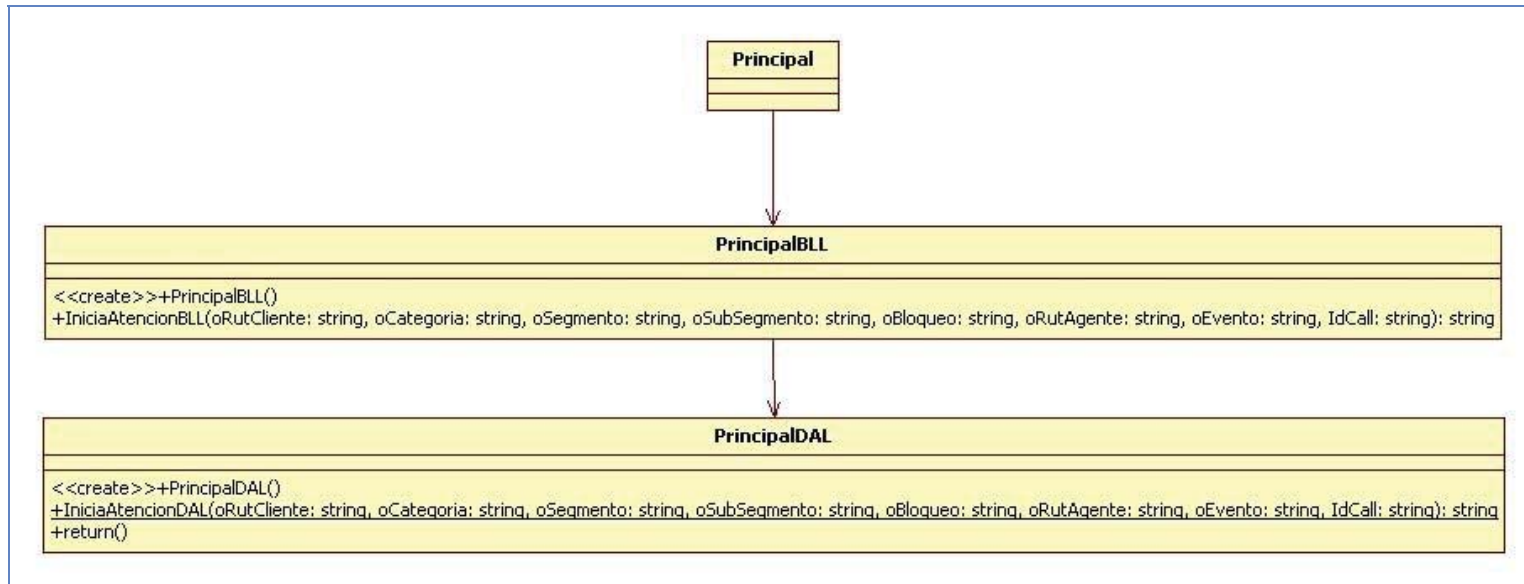 Principal
PrincipalBLL
<<create>>+PrincipalBLL()
+IniciaAtencionBLL(oRutCliente: string, oCategoria: string, oSegmento: string, oSubSegmento: string, oBloqueo: string, oRutAgente: string, oEvento: string, IdCall: string): string
PrincipalDAL
<<create>>+PrincipalDAL()
+IniciaAtencionDAL(oRutCliente: string, oCategoria: string, oSegmento: string, oSubSegmento: string, oBloqueo: string, oRutAgente: string, oEvento: string, IdCall: string): string
+return()